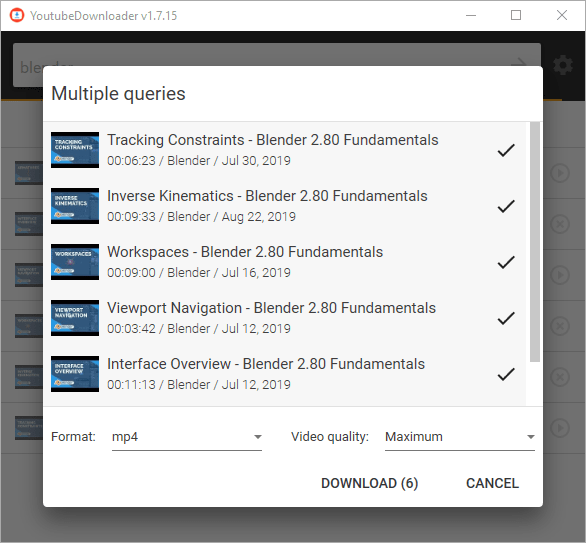 YoutubeDownloader v1.7.15
blender
Multiple queries
TRACKING
CONSTRAINTS
Tracking Constraints - Blender 2.80 Fundamentals
00:06:23 / Blender / Jul 30, 2019
INVERSE
KINEMATICS
Inverse Kinematics - Blender 2.80 Fundamentals
00:09:33 / Blender / Aug 22, 2019
WORKSPACES
Workspaces - Blender 2.80 Fundamentals
00:09:00 / Blender / Jul 16, 2019
VIEWPORT
NAVIGATION
Viewport Navigation - Blender 2.80 Fundamentals
00:03:42 / Blender / Jul 12, 2019
INTERFACE
OVERVIEW
Interface Overview - Blender 2.80 Fundamentals
00:11:13 / Blender / Jul 12, 2019
Format: mp4 Video quality: Maximum
DOWNLOAD (6) CANCEL